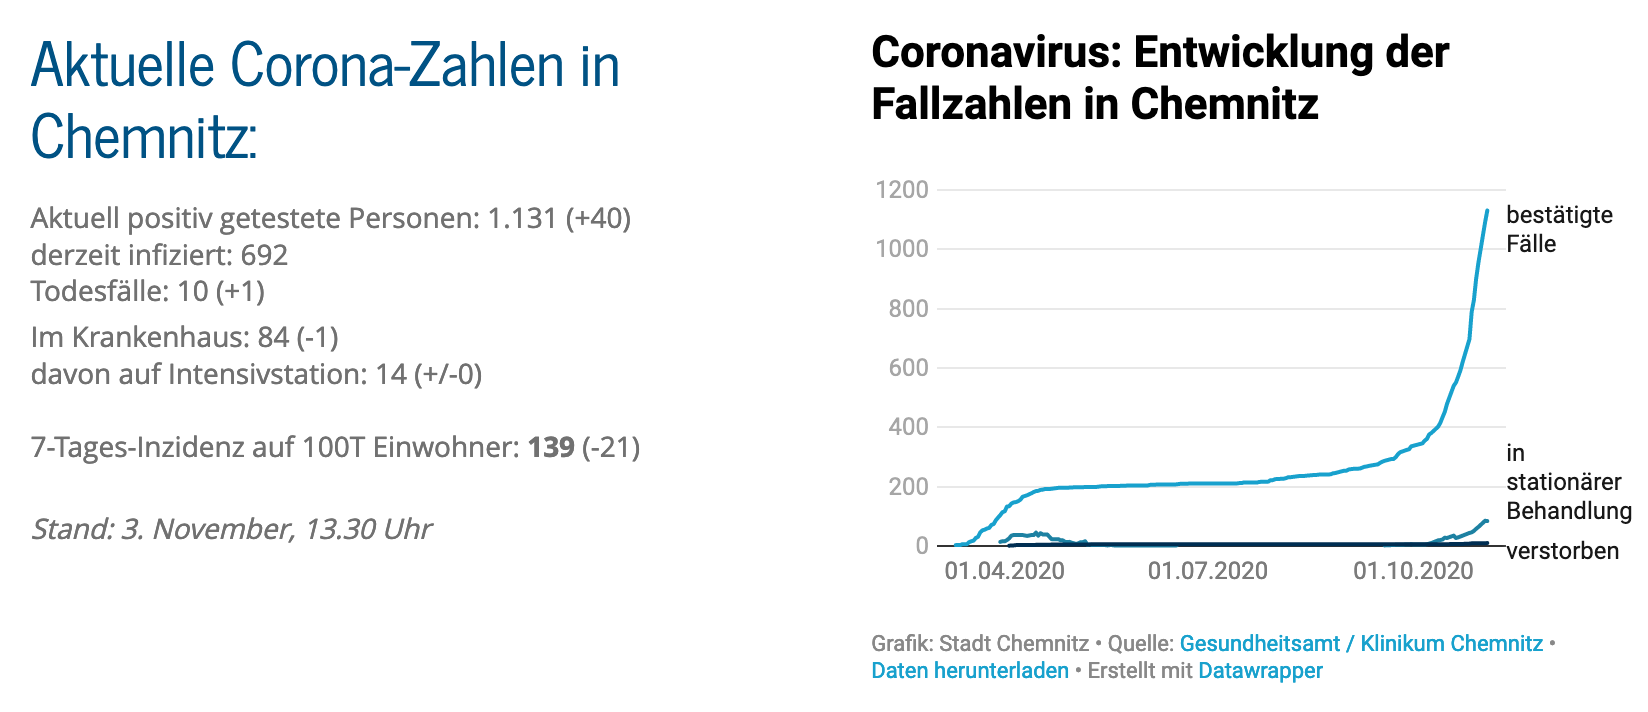 Aktuelle Corona-Zahlen in
Chemnitz:
Aktuell positiv getestete Personen: 1.131 (+40)
derzeit infiziert: 692
Todesfälle: 10 (+1)
Im Krankenhaus: 84 (-1)
davon auf Intensivstation: 14 (+/-0)
7-Tages-Inzidenz auf 100T Einwohner: 139 (-21)
Stand: 3. November, 13.30 Uhr
Coronavirus: Entwicklung der
Fallzahlen in Chemnitz
1200
1000
800
600
400
200
0
bestätigte
Fälle
in
stationärer
Behandlung
verstorben
01.04.2020
01.07.2020
01.10.2020
Grafik: Stadt Chemnitz • Quelle: Gesundheitsamt / Klinikum Chemnitz •
Daten herunterladen • Erstellt mit Datawrapper